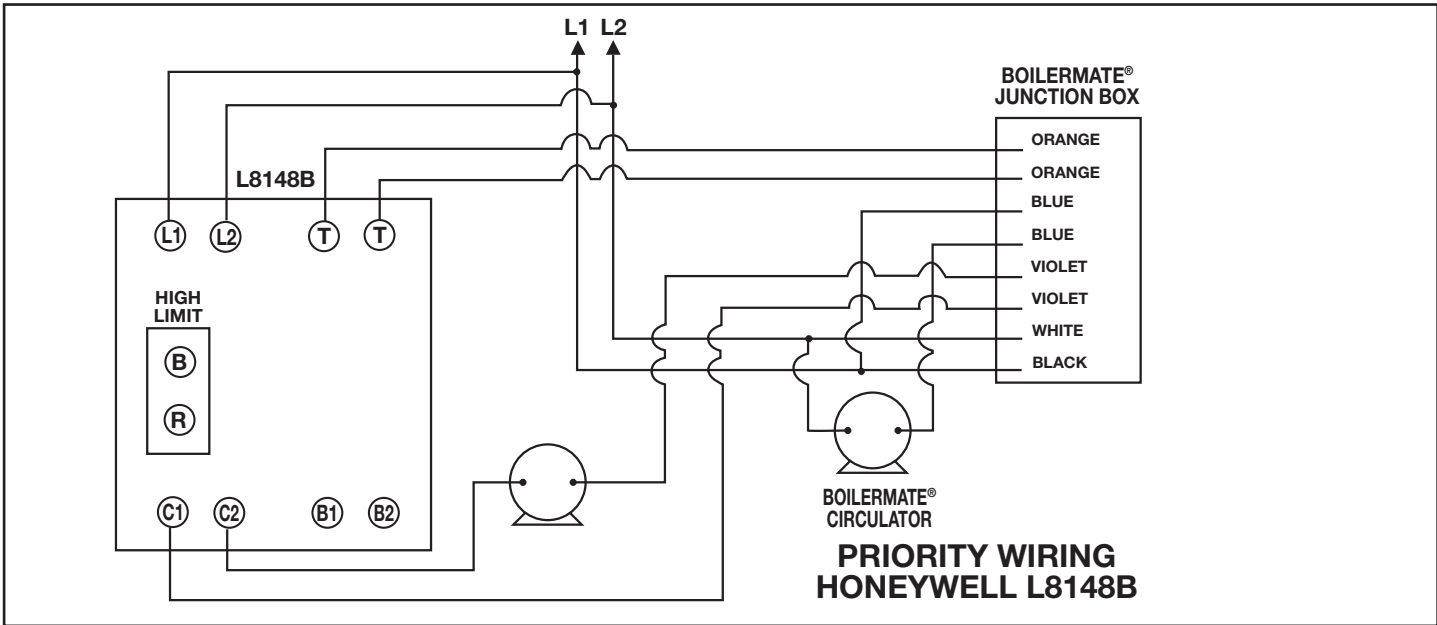 L1 L2
BOILERMATE®
JUNCTION BOX
ORANGE
ORANGE
BLUE
BLUE
VIOLET
VIOLET
WHITE
BLACK
L8148B
L1 L2 T T
HIGH
LIMIT
B
R
C1 C2 B1 B2
BOILERMATE®
CIRCULATOR
PRIORITY WIRING
HONEYWELL L8148B